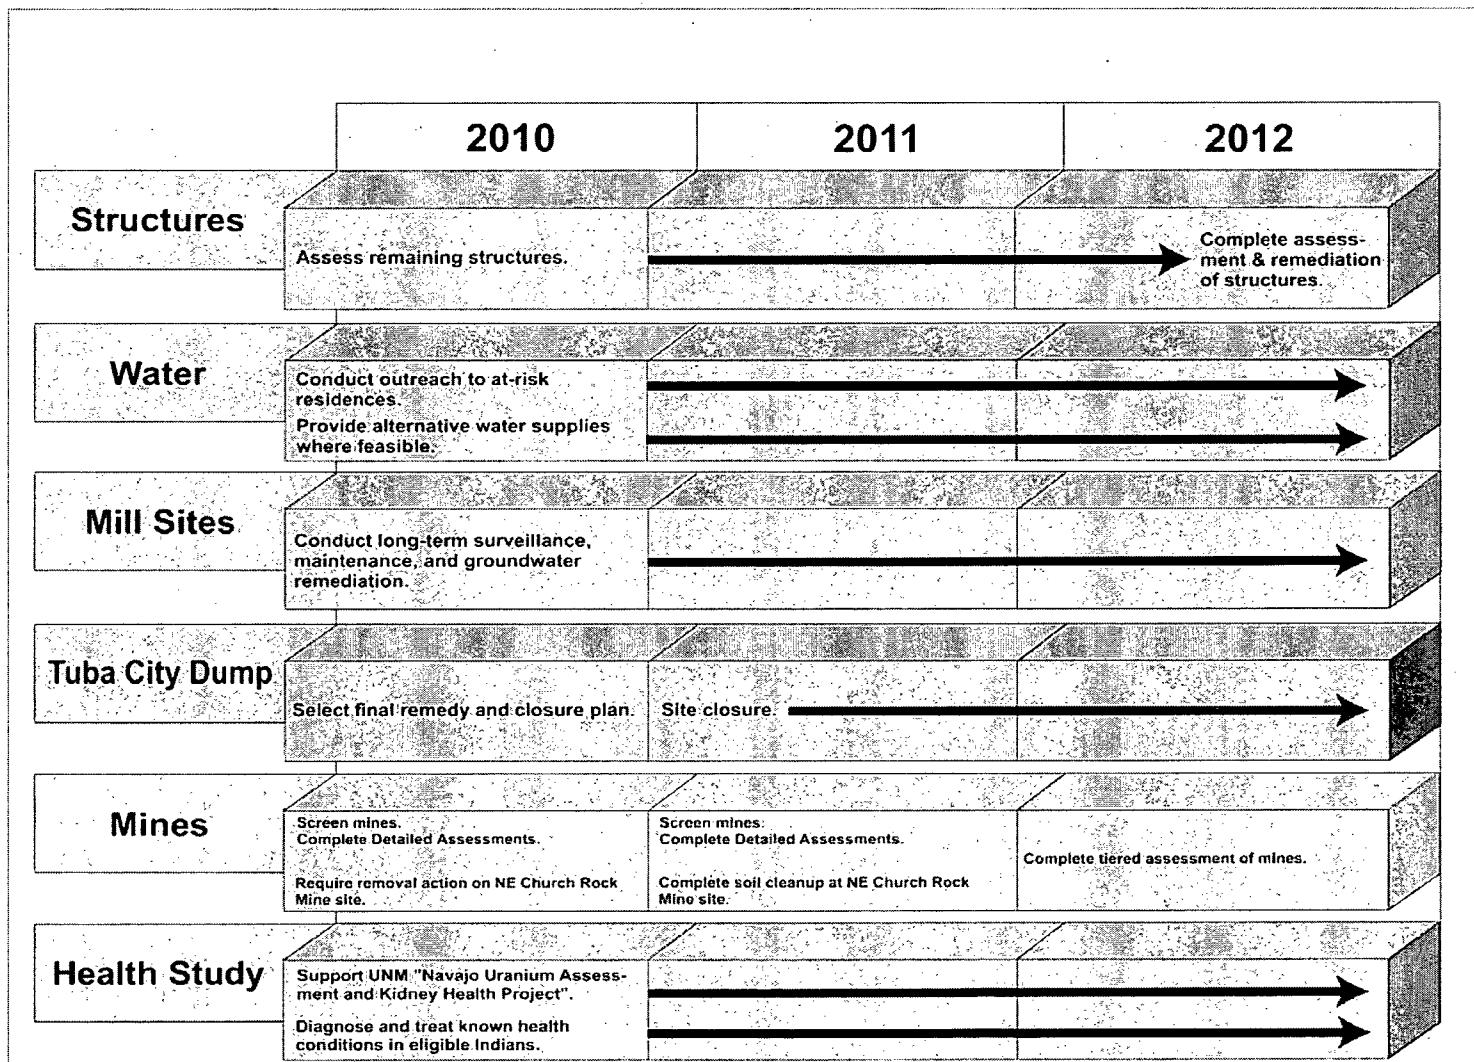 2010
2011
2012
Structures
Assess remaining structures.
Complete assess-
ment & remediation
of structures.
Water
Conduct outreach to at-risk
residences.
Provide alternative water supplies
where feasible.
Mill Sites
Conduct long-term surveillance,
maintenance, and groundwater
remediation.
Tuba City Dump
Select final remedy and closure plan.
Site closure.
Mines
Screen mines.
Complete Detailed Assessments.
Require removal action on NE Church Rock
Mine site.
Screen mines.
Complete Detailed Assessments.
Complete soil cleanup at NE Church Rock
Mine site.
Complete tiered assessment of mines.
Health Study
Support UNM "Navajo Uranium Assess-
ment and Kidney Health Project".
Diagnose and treat known health
conditions in eligible Indians.